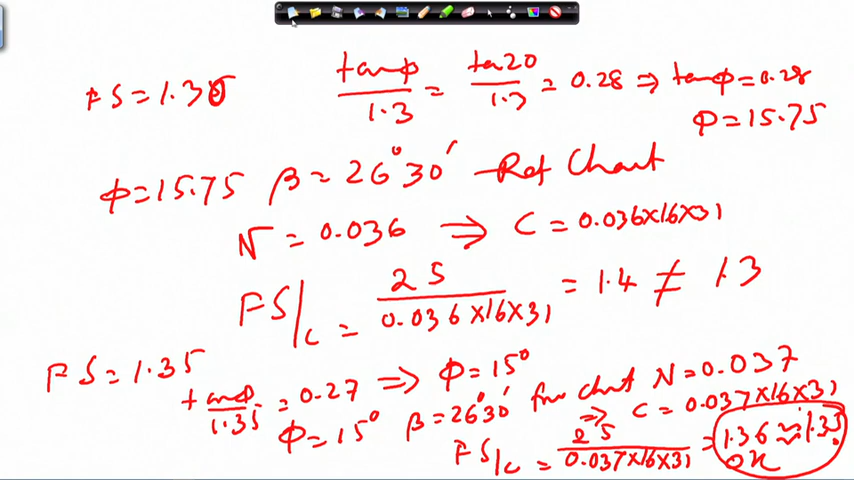 FS = 1.30
tanφ/1.3 = tan20/1.3 = 0.28 ⇒ tanφ = 0.28
φ = 15.75
φ = 15.75 β = 26°30′ Ref Chart
N = 0.036 ⇒ C = 0.036×16×31
FS/c = 25/0.036×16×31 = 1.4 ≠ 1.3
FS = 1.35
tanφ/1.35 = 0.27 ⇒ φ = 15°
φ = 15° β = 26°30′ from chart N = 0.037
⇒ C = 0.037×16×31
FS/c = 25/0.037×16×31 = 1.36 ≈ 1.35
OK